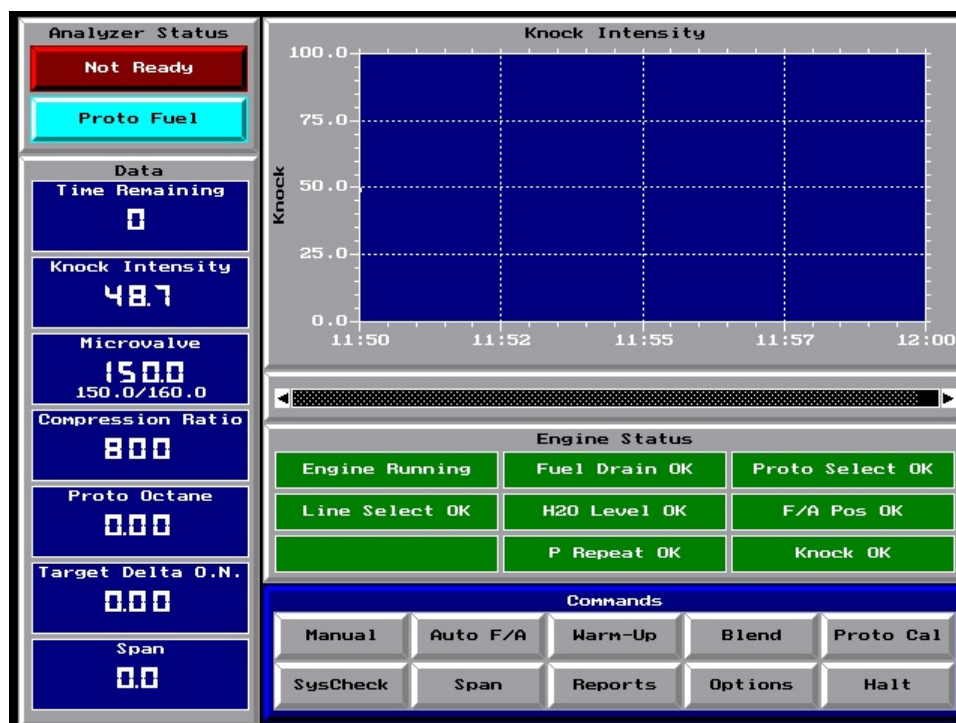 Analyzer Status
Not Ready
Proto Fuel
Data
Time Remaining
0
Knock Intensity
48.7
Microvalve
150.0
150.0/160.0
Compression Ratio
800
Proto Octane
0.00
Target Delta O.N.
0.00
Span
0.0
Knock Intensity
100.0
75.0
50.0
25.0
0.0
Knock
11:50 11:52 11:55 11:57 12:00
Engine Status
Engine Running Fuel Drain OK Proto Select OK
Line Select OK H2O Level OK F/A Pos OK
P Repeat OK Knock OK
Commands
Manual Auto F/A Warm-Up Blend Proto Cal
SysCheck Span Reports Options Halt